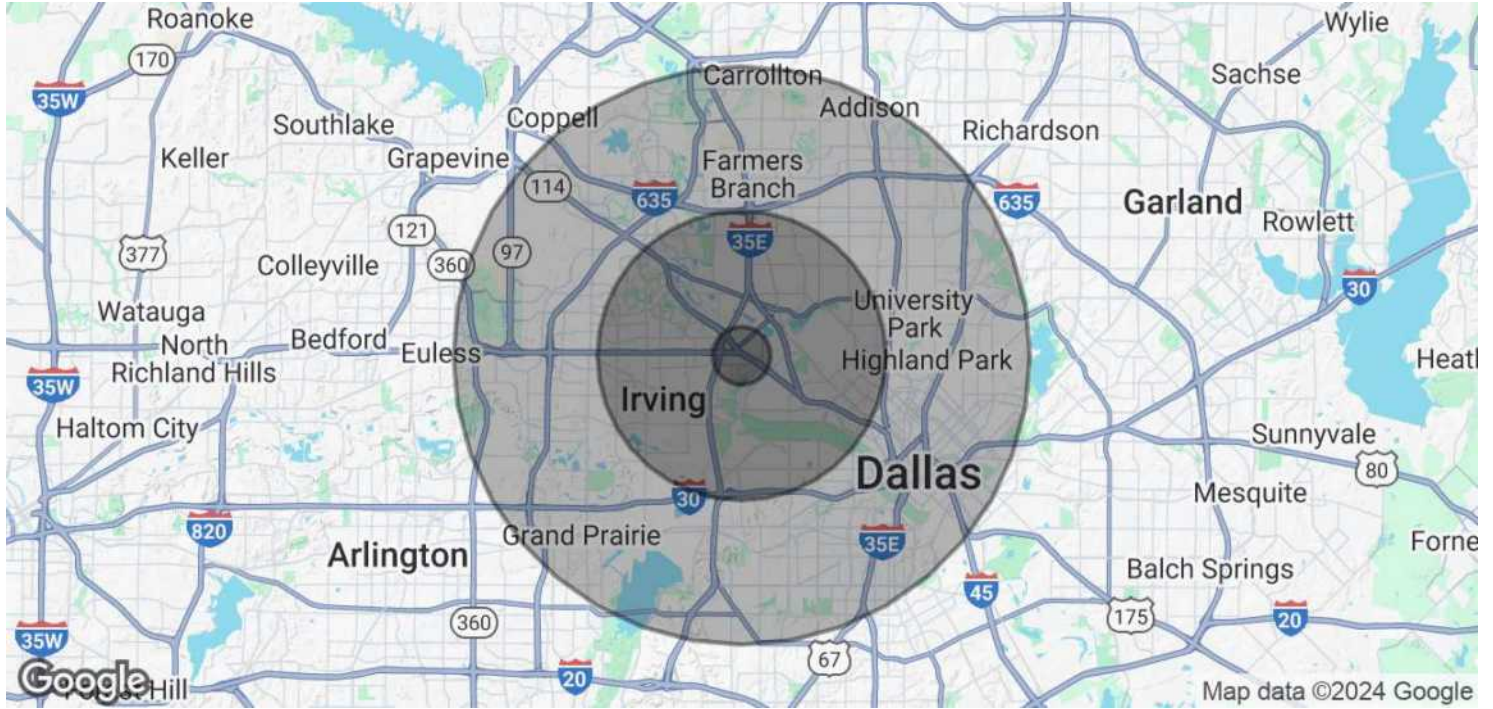 Roanoke
Wylie
170
35W
Carrollton
Sachse
Southlake
Coppell
Addison
Richardson
Keller
Grapevine
Farmers
Branch
114
635
635
Garland
Rowlett
121
35E
377
97
Colleyville
360
30
Watauga
University
Park
North
Richland Hills
Bedford
Euless
Highland Park
Heath
35W
Irving
Haltom City
Sunnyvale
80
Dallas
Mesquite
30
820
Grand Prairie
35E
Forne
Arlington
Balch Springs
45
175
20
360
35W
67
20
Google
Hill
Map data ©2024 Google